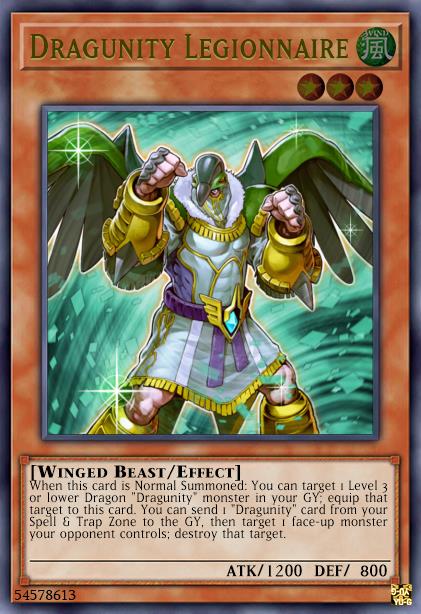 Dragunity Legionnaire
WIND
風
[Winged Beast/Effect]
When this card is Normal Summoned: You can target 1 Level 3
or lower Dragon "Dragunity" monster in your GY; equip that
target to this card. You can send 1 "Dragunity" card from your
Spell & Trap Zone to the GY, then target 1 face-up monster
your opponent controls; destroy that target.
ATK/1200 DEF/ 800
54578613